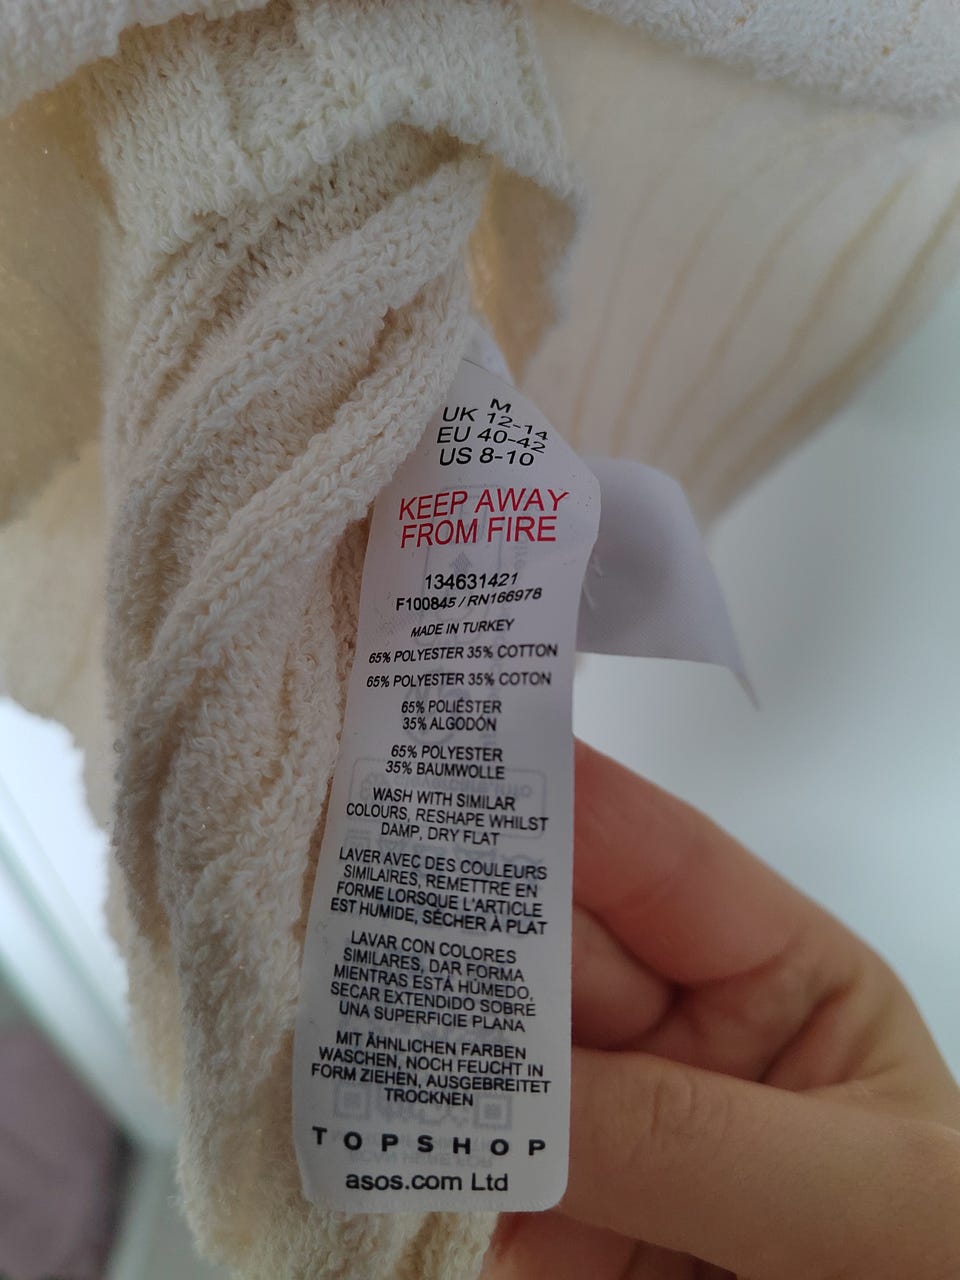 M
UK 12-14
EU 40-42
US 8-10
KEEP AWAY
FROM FIRE
134631421
F100845 / RN166978
MADE IN TURKEY
65% POLYESTER 35% COTTON
65% POLYESTER 35% COTON
65% POLIÉSTER
35% ALGODÓN
65% POLYESTER
35% BAUMWOLLE
WASH WITH SIMILAR
COLOURS, RESHAPE WHILST
DAMP, DRY FLAT
LAVER AVEC DES COULEURS
SIMILAIRES, REMETTRE EN
FORME LORSQUE L'ARTICLE
EST HUMIDE, SÉCHER À PLAT
LAVAR CON COLORES
SIMILARES, DAR FORMA
MIENTRAS ESTÁ HÚMEDO,
SECAR EXTENDIDO SOBRE
UNA SUPERFICIE PLANA
MIT ÄHNLICHEN FARBEN
WASCHEN, NOCH FEUCHT IN
FORM ZIEHEN, AUSGEBREITET
TROCKNEN
TOPSHOP
asos.com Ltd